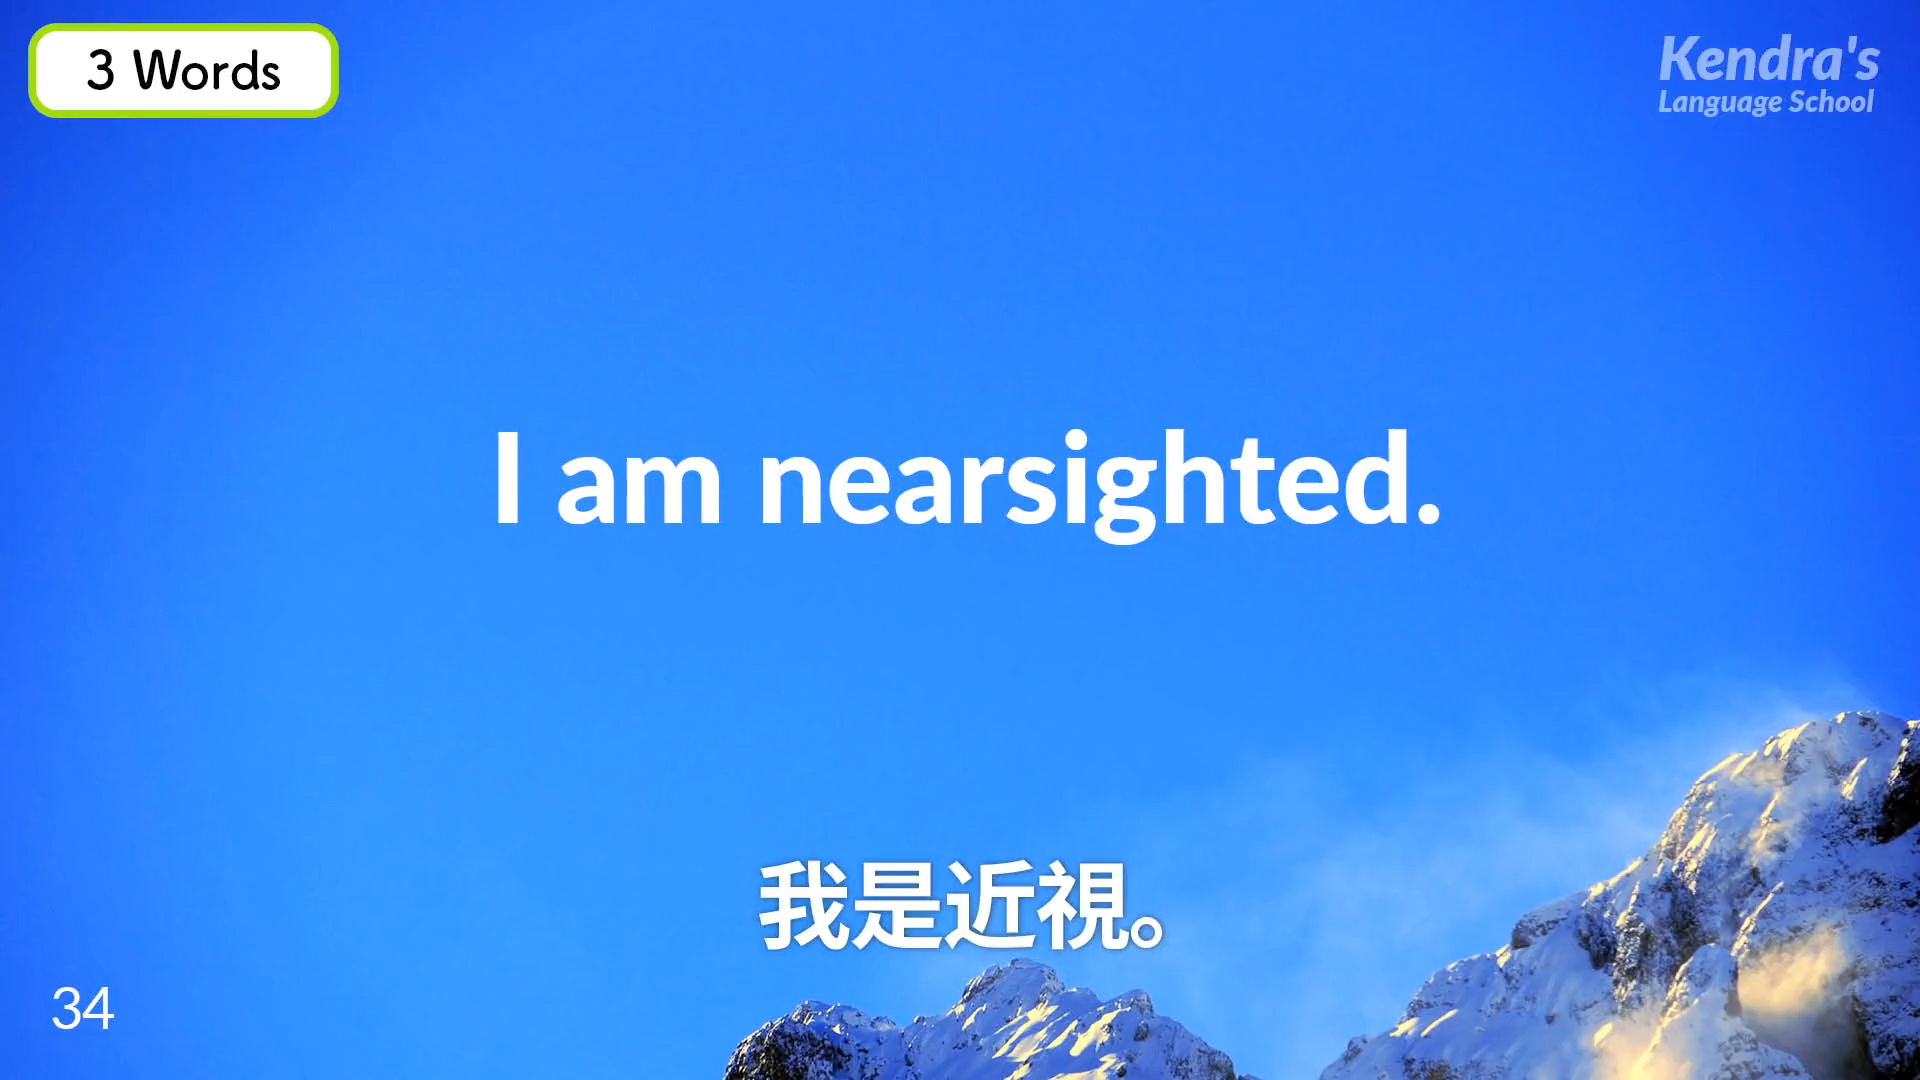 3 Words
Kendra's
Language School
I am nearsighted.
我是近視。
34